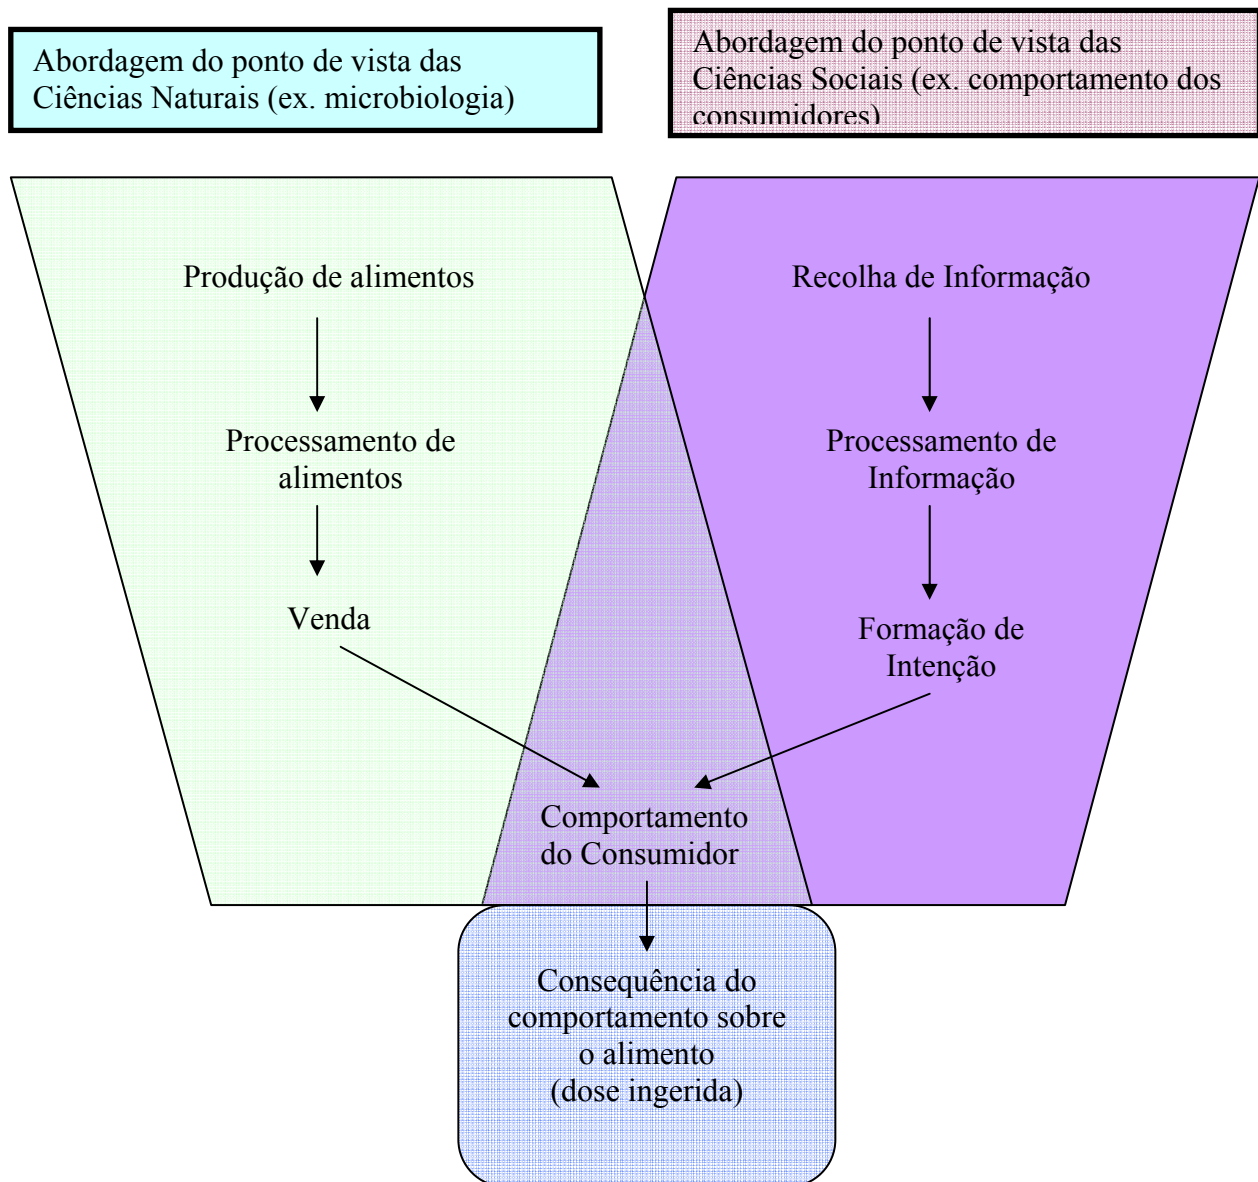 Abordagem do ponto de vista das
Ciências Naturais (ex. microbiologia)
Abordagem do ponto de vista das
Ciências Sociais (ex. comportamento dos
consumidores)
Produção de alimentos
Processamento de
alimentos
Venda
Recolha de Informação
Processamento de
Informação
Formação de
Intenção
Comportamento
do Consumidor
Consequência do
comportamento sobre
o alimento
(dose ingerida)